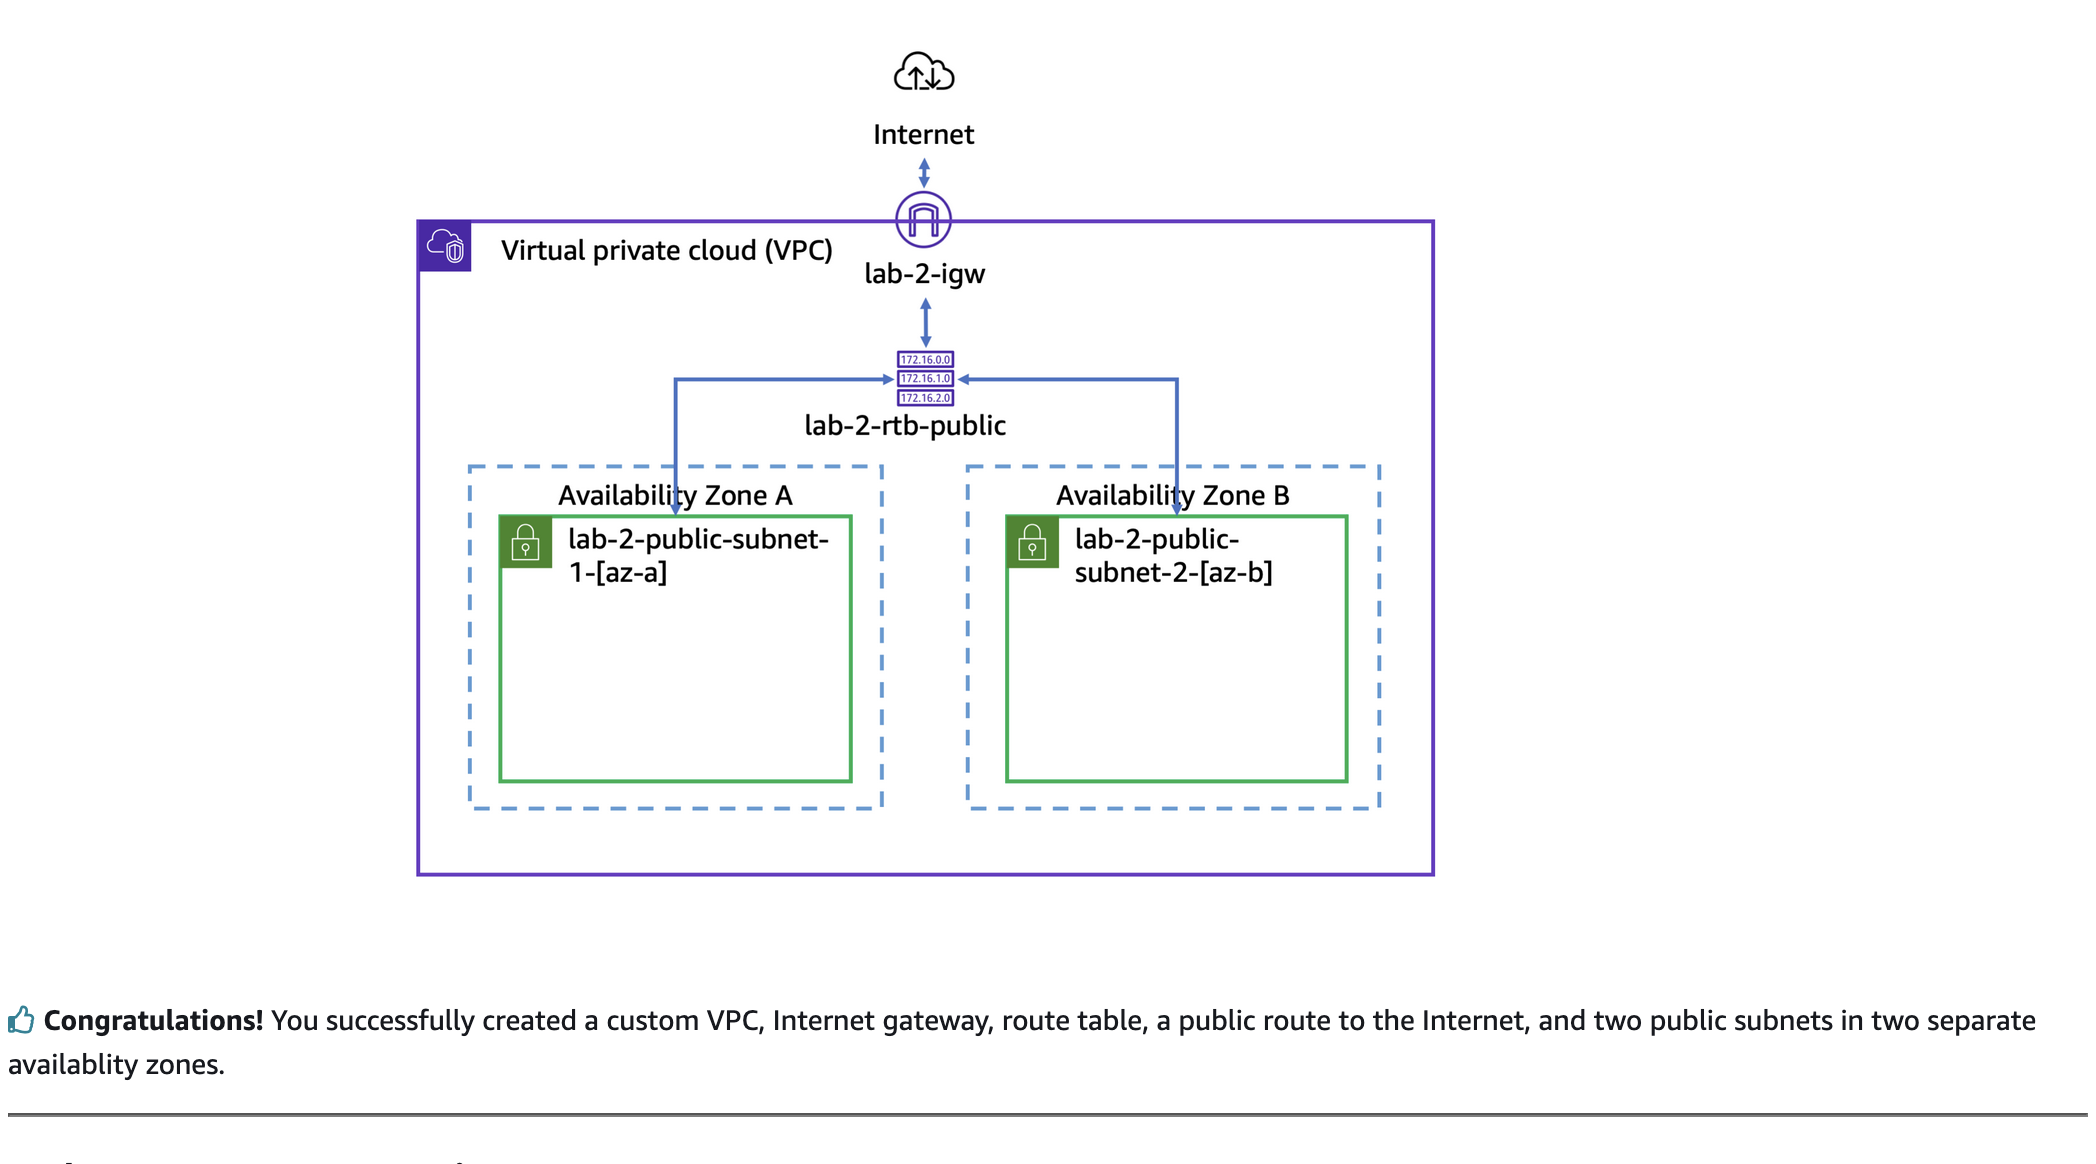 Internet
Virtual private cloud (VPC)
lab-2-igw
172.16.0.0
172.16.1.0
172.16.2.0
lab-2-rtb-public
Availability Zone A
lab-2-public-subnet-
1-[az-a]
Availability Zone B
lab-2-public-
subnet-2-[az-b]
Congratulations! You successfully created a custom VPC, Internet gateway, route table, a public route to the Internet, and two public subnets in two separate
availablity zones.